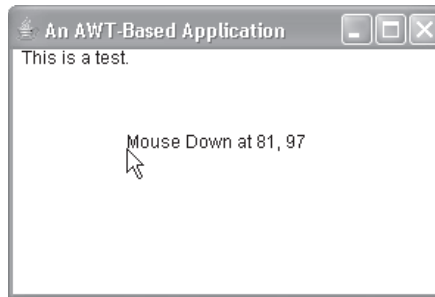 An AWT-Based Application
This is a test.
Mouse Down at 81, 97